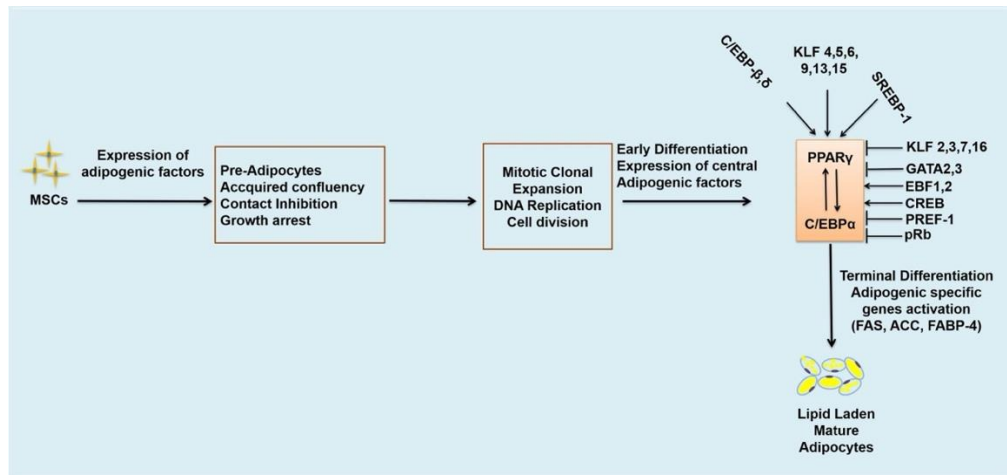 MSCs
Expression of
adipogenic factors
Pre-Adipocytes
Accquired confluency
Contact Inhibition
Growth arrest
Mitotic Clonal
Expansion
DNA Replication
Cell division
Early Differentiation
Expression of central
Adipogenic factors
C/EBP-β,δ
KLF 4,5,6,
9,13,15
SREBP-1
PPARγ
C/EBPα
KLF 2,3,7,16
GATA2,3
EBF1,2
CREB
PREF-1
pRb
Terminal Differentiation
Adipogenic specific
genes activation
(FAS, ACC, FABP-4)
Lipid Laden
Mature
Adipocytes